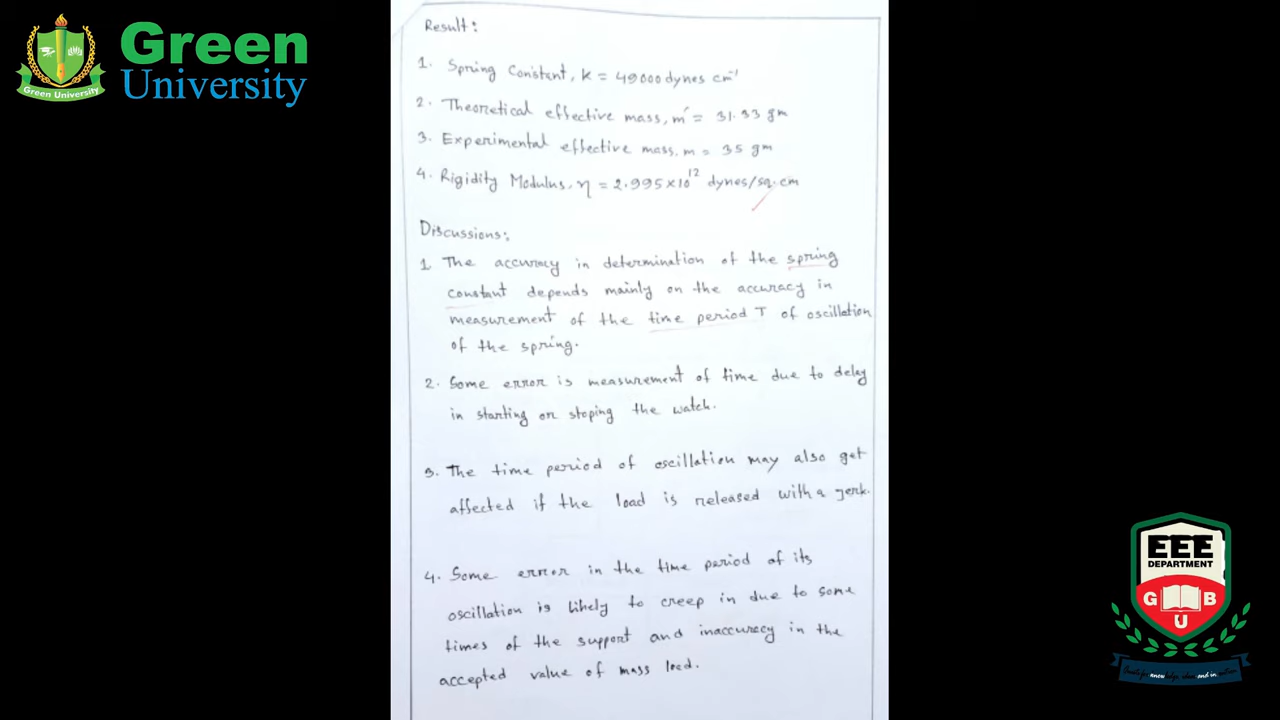 Green
University
Green University
Result:
1. Spring Constant, K = 49000 dynes cm⁻¹
2. Theoretical effective mass, m′ = 31.33 gm
3. Experimental effective mass, m = 35 gm
4. Rigidity Modulus, η = 2.995×10¹² dynes/sq. cm
Discussions:
1. The accuracy in determination of the spring
constant depends mainly on the accuracy in
measurement of the time period T of oscillation
of the spring.
2. Some error is measurement of time due to delay
in starting or stoping the watch.
3. The time period of oscillation may also get
affected if the load is released with a jerk.
4. Some error in the time period of its
oscillation is likely to creep in due to some
times of the support and inaccuracy in the
accepted value of mass load.
EEE
DEPARTMENT
G B
U